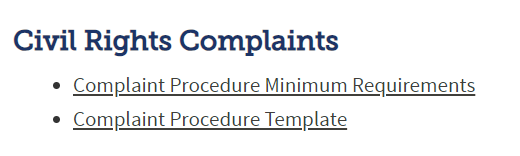 Civil Rights Complaints
Complaint Procedure Minimum Requirements
Complaint Procedure Template